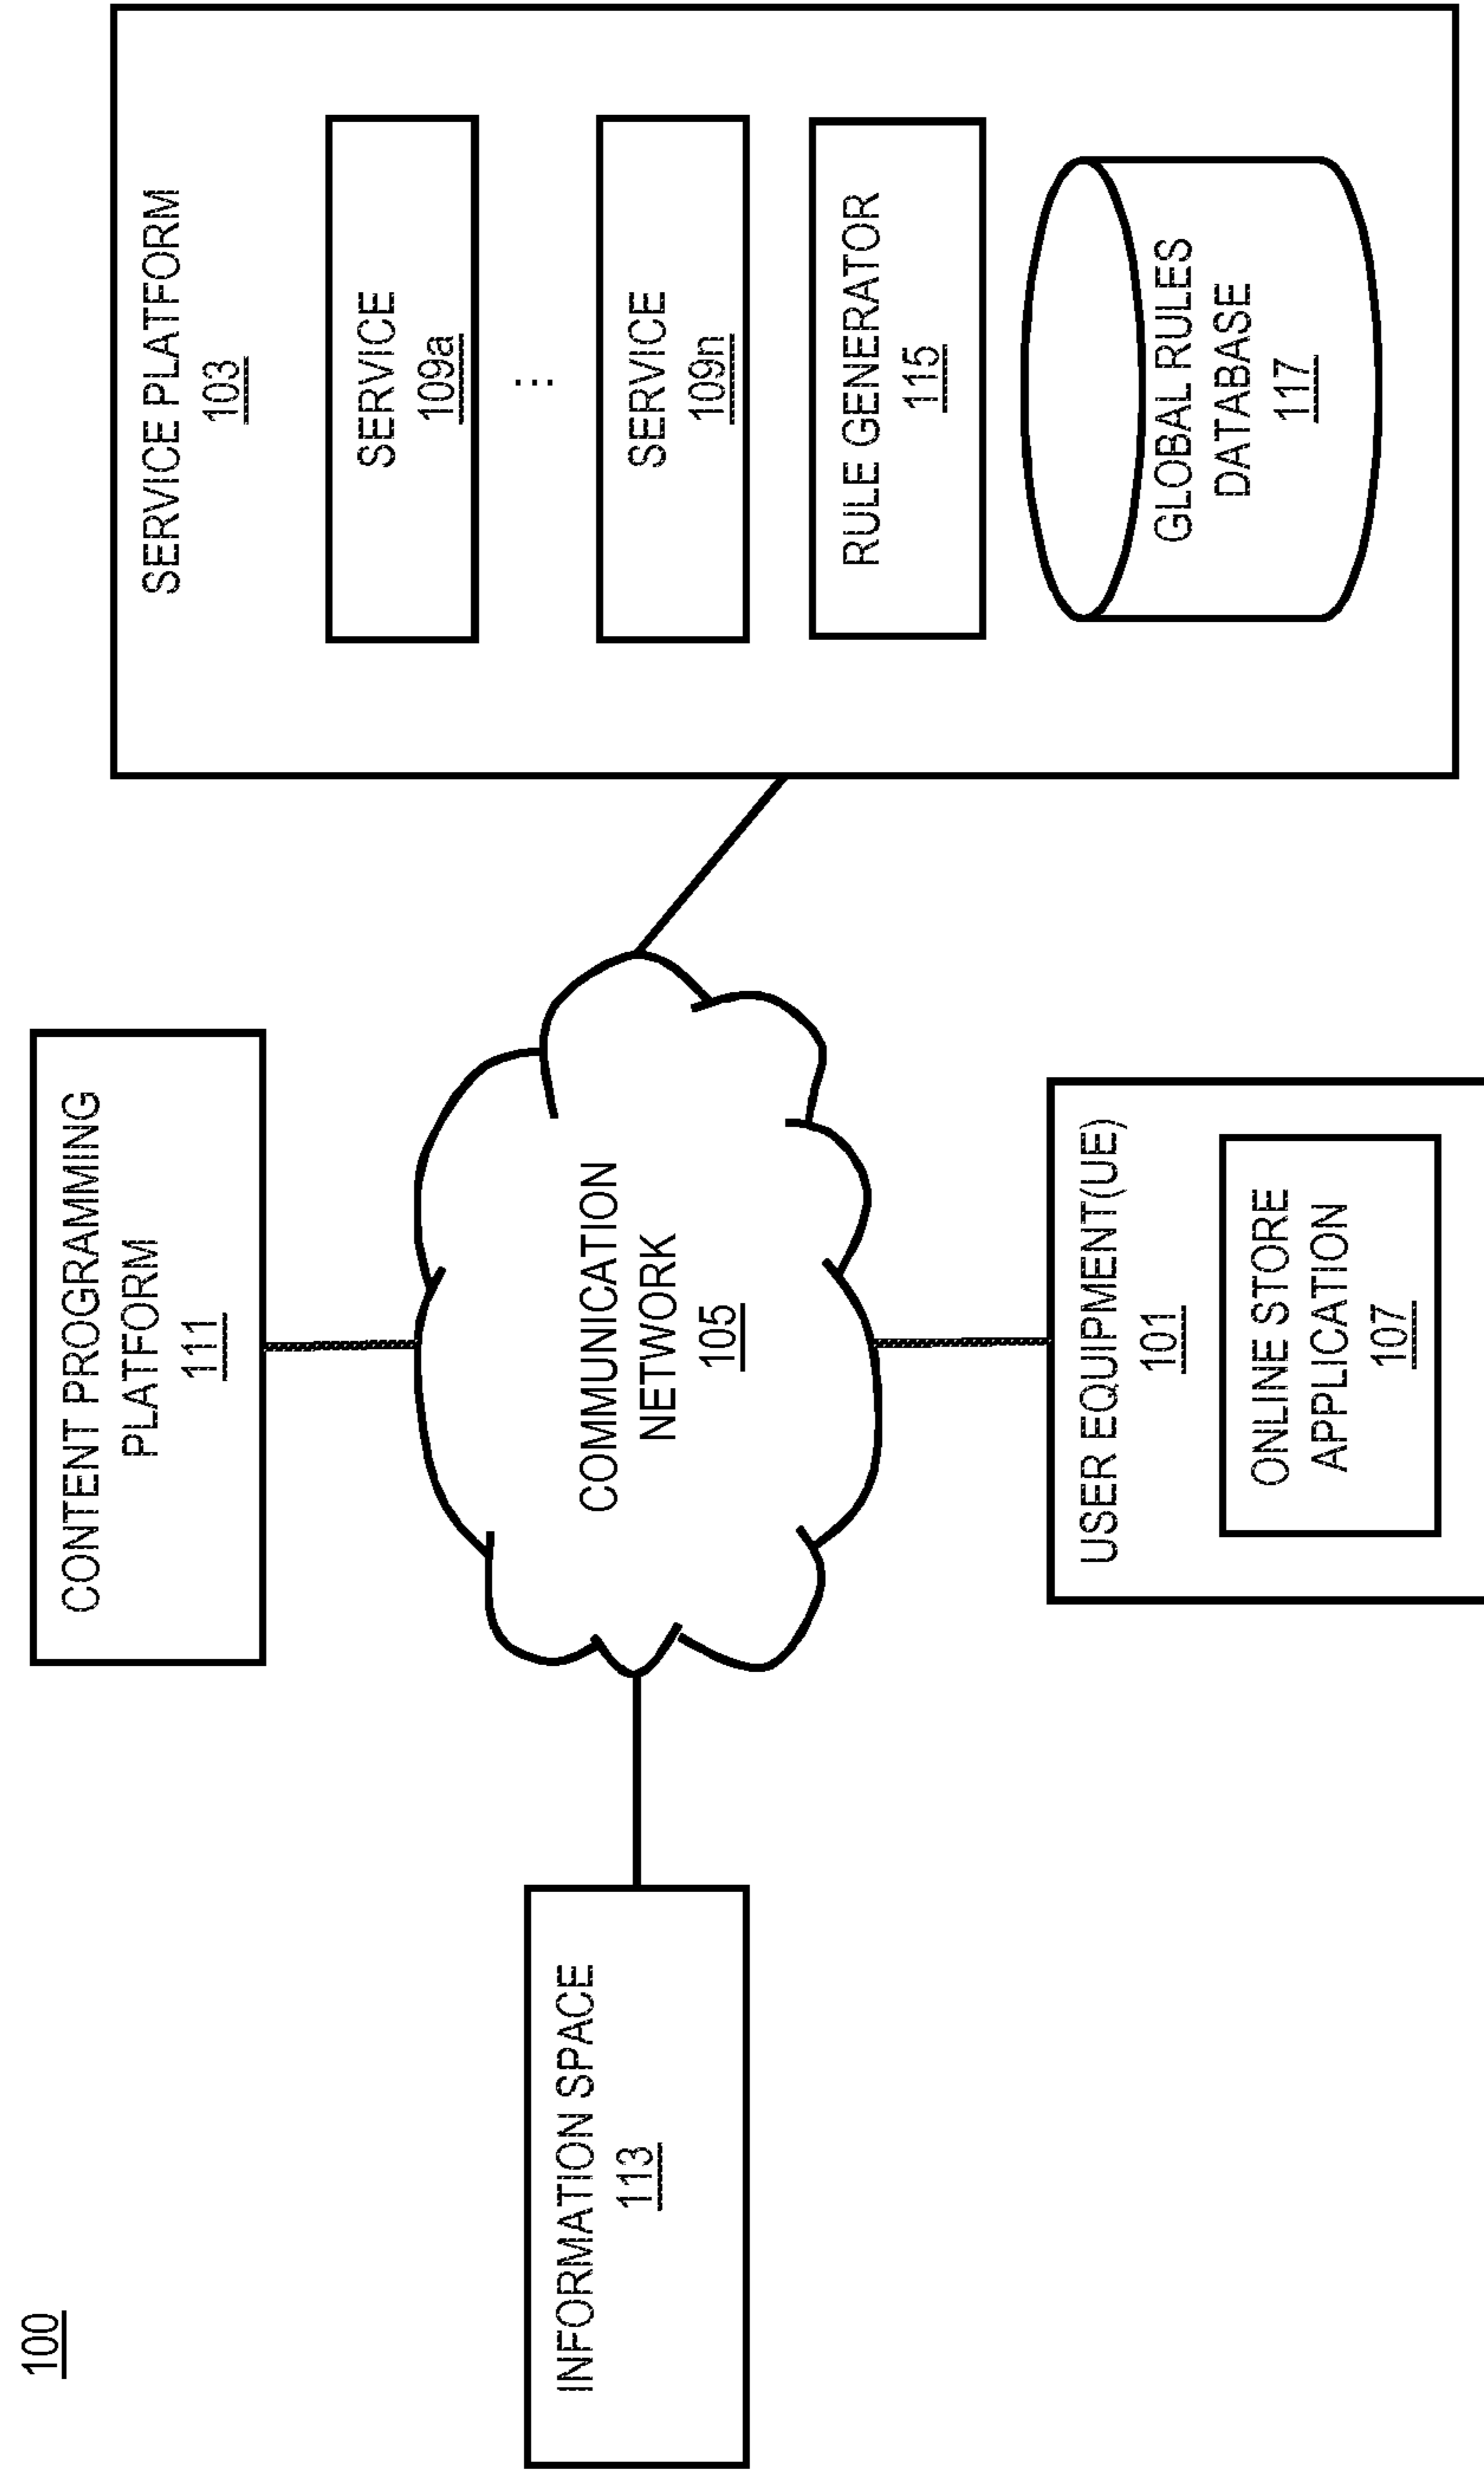 100
CONTENT PROGRAMMING
PLATFORM
111
SERVICE PLATFORM
103
SERVICE
109a
...
SERVICE
109n
RULE GENERATOR
115
GLOBAL RULES
DATABASE
117
INFORMATION SPACE
113
COMMUNICATION
NETWORK
105
USER EQUIPMENT(UE)
101
ONLINE STORE
APPLICATION
107